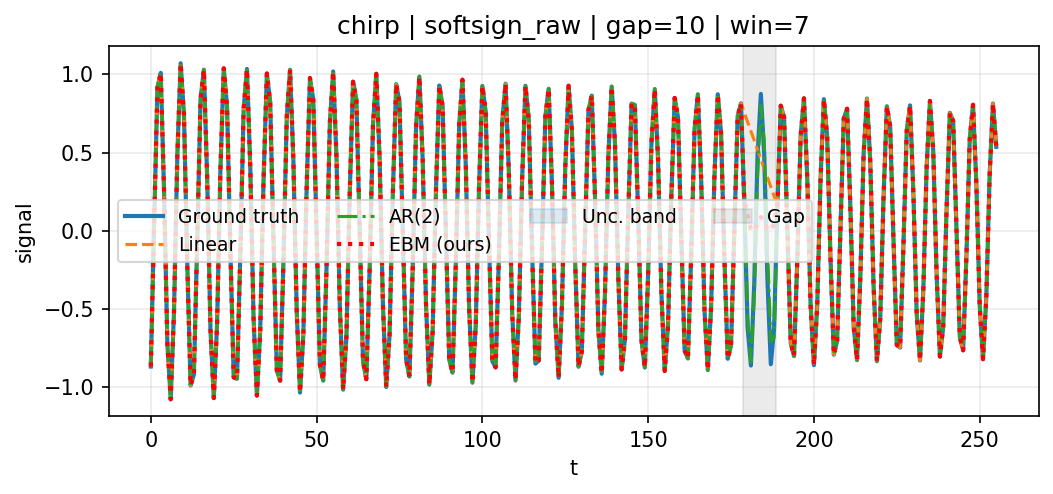 chirp | softsign_raw | gap=10 | win=7
signal
1.0
0.5
0.0
−0.5
−1.0
Ground truth
Linear
AR(2)
EBM (ours)
Unc. band
Gap
0 50 100 150 200 250
t